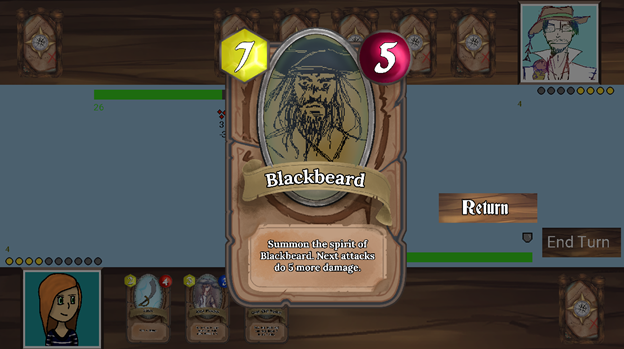 7
5
26
4
Blackbeard
Return
Summon the spirit of
Blackbeard. Next attacks
do 5 more damage.
End Turn
4